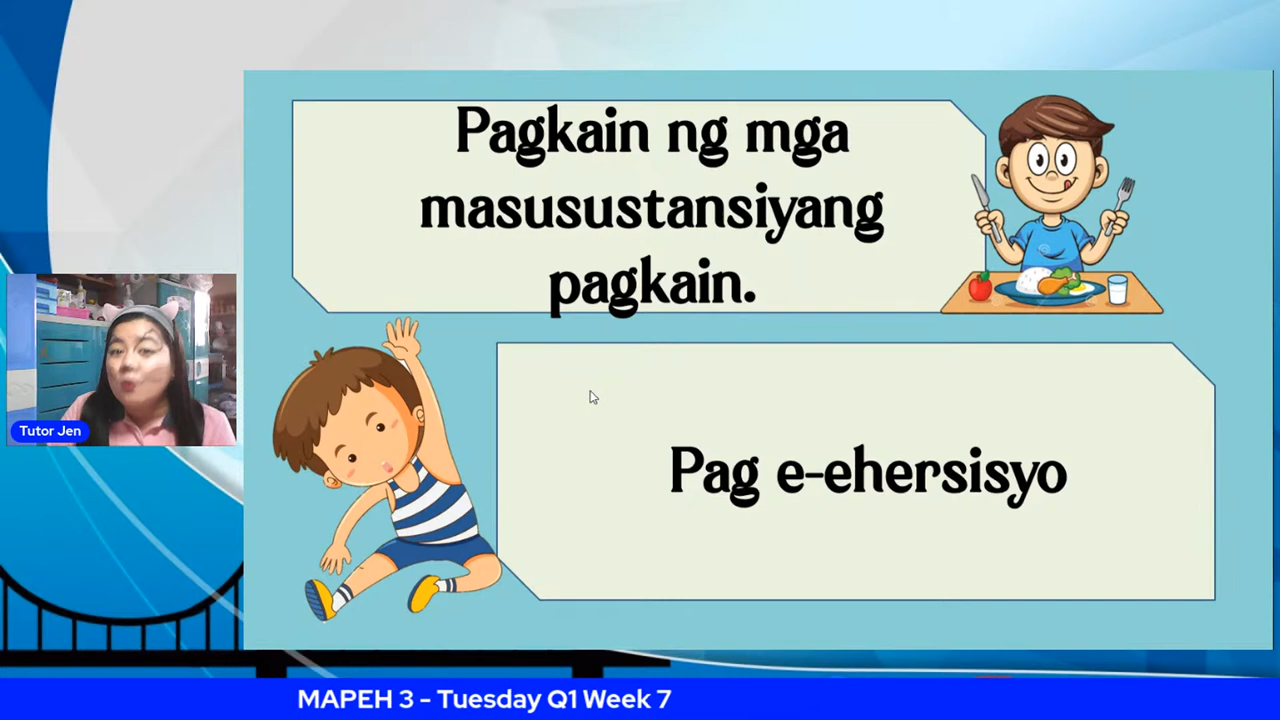 Pagkain ng mga
masusustansiyang
pagkain.
Pag e-ehersisyo
Tutor Jen
MAPEH 3 - Tuesday Q1 Week 7